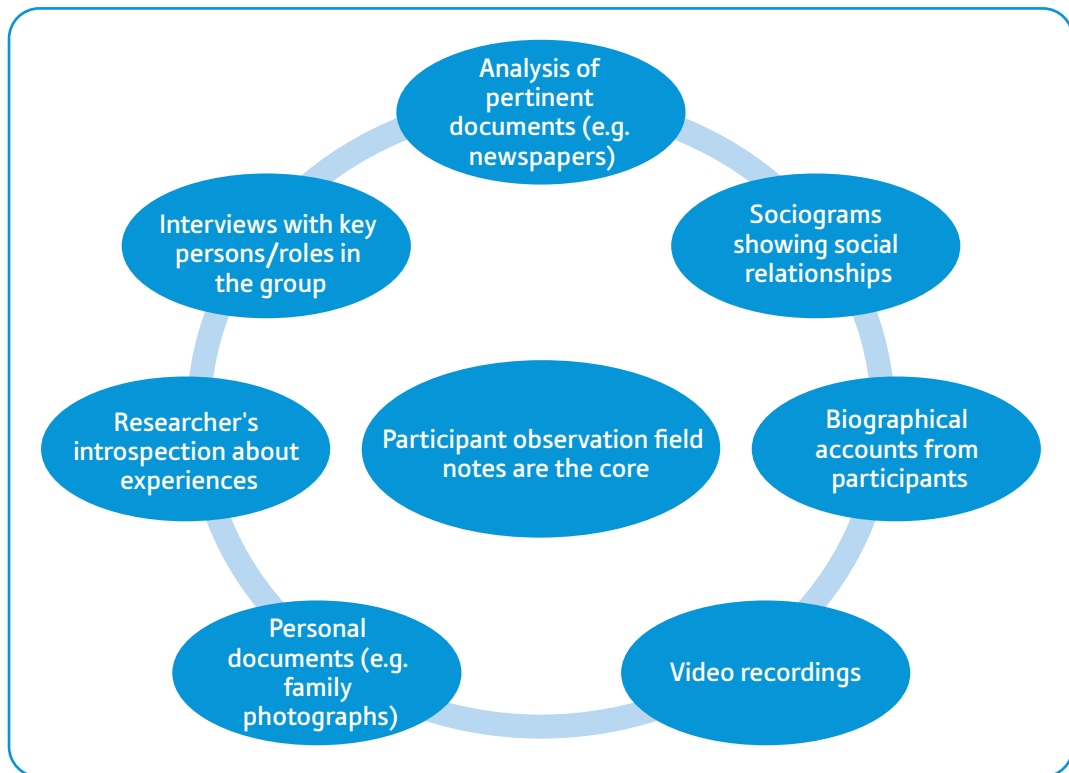 Analysis of
pertinent
documents (e.g.
newspapers)
Sociograms
showing social
relationships
Biographical
accounts from
participants
Video recordings
Personal
documents (e.g.
family
photographs)
Researcher's
introspection about
experiences
Interviews with key
persons/roles in
the group
Participant observation field
notes are the core